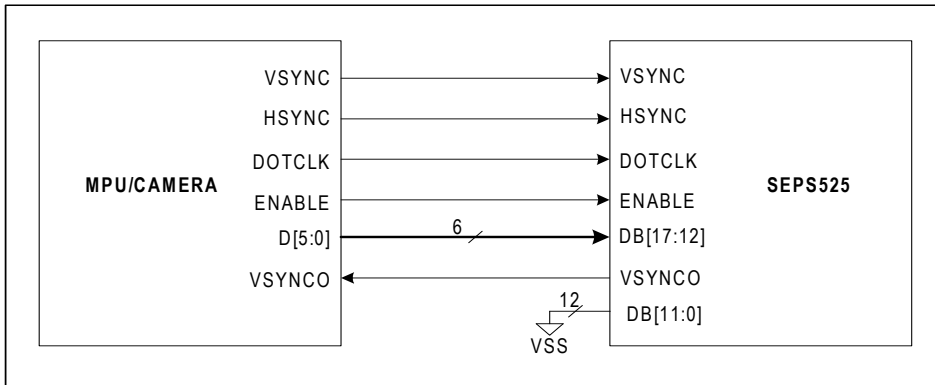 VSYNC VSYNC
HSYNC HSYNC
DOTCLK DOTCLK
MPU/CAMERA SEPS525
ENABLE ENABLE
6
D[5:0] DB[17:12]
VSYNCO VSYNCO
12 DB[11:0]
VSS